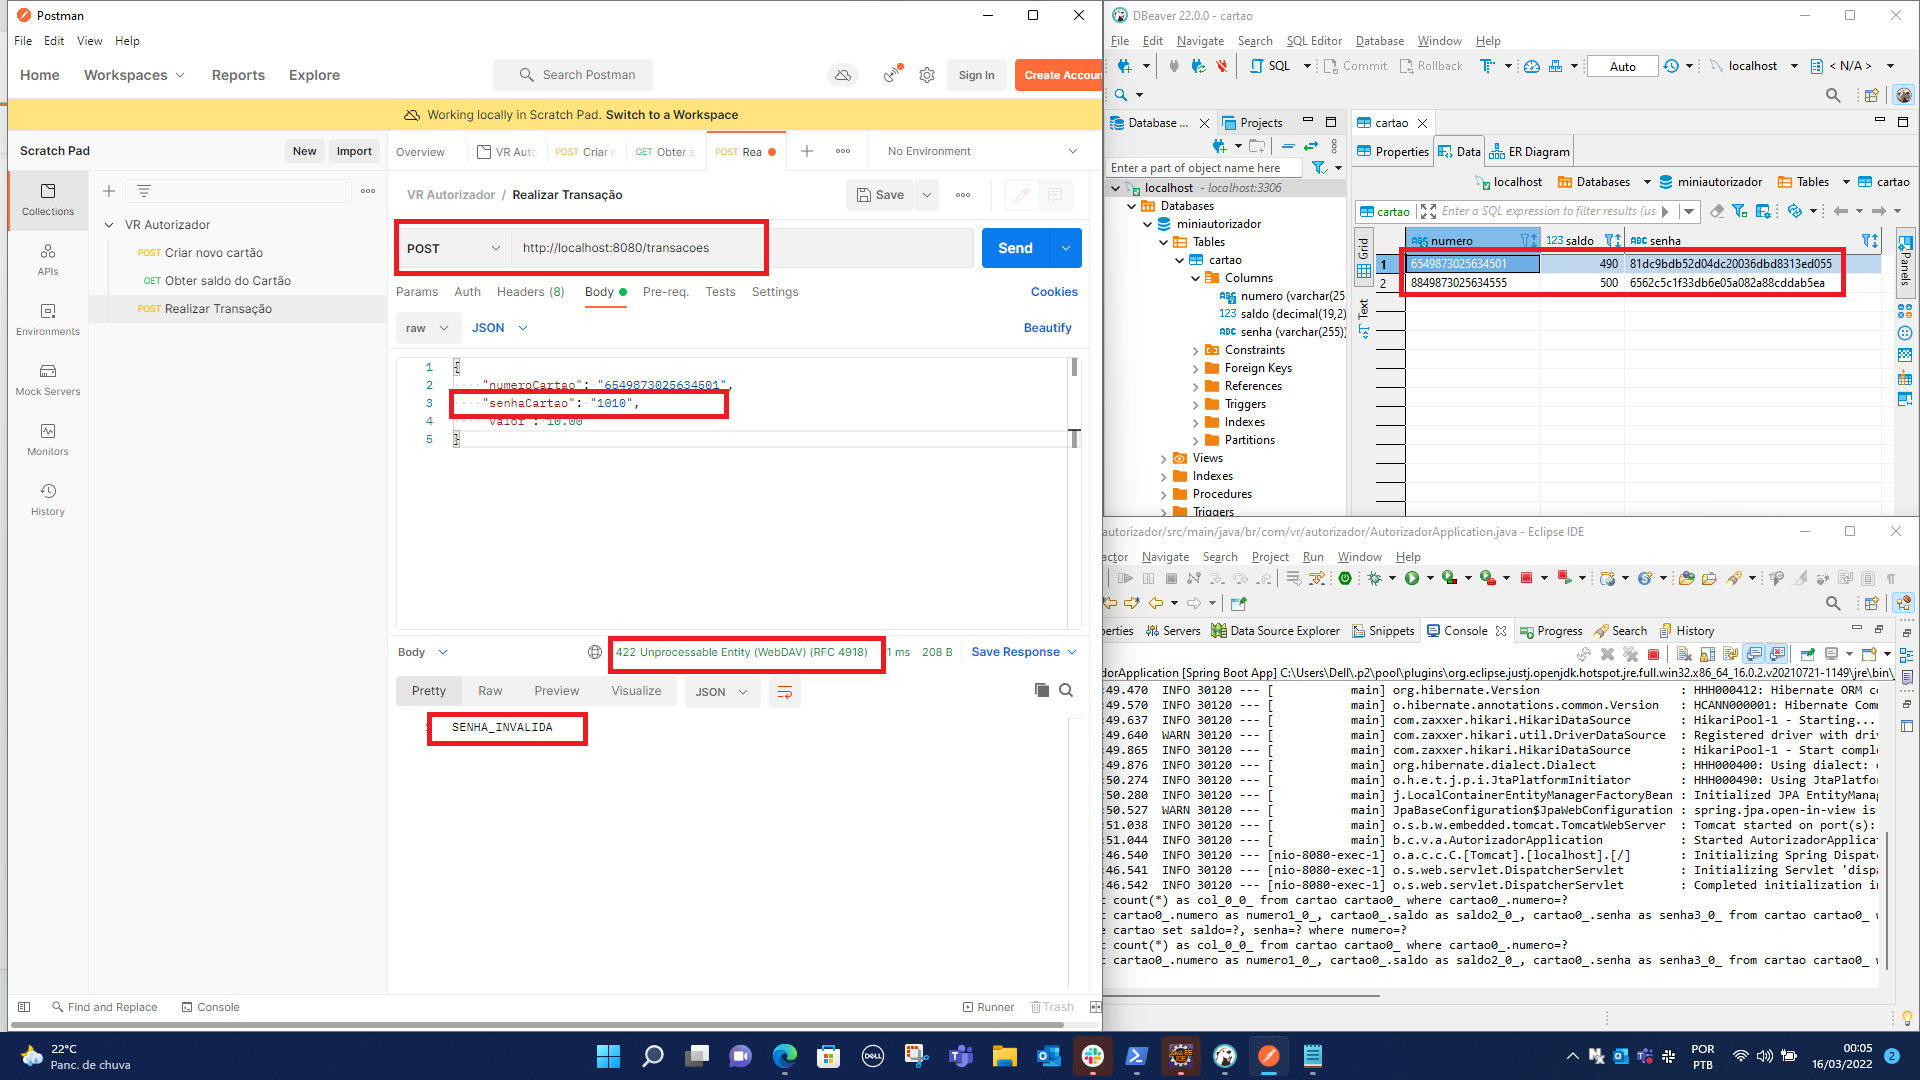 Postman
File Edit View Help
Home Workspaces Reports Explore
Search Postman
Sign In
Create Accoun
Working locally in Scratch Pad. Switch to a Workspace
Scratch Pad
New Import
Overview
VR Auto
POST Criar n
GET Obter s
POST Rea
No Environment
Collections
APIs
Environments
Mock Servers
Monitors
History
VR Autorizador
POST Criar novo cartão
GET Obter saldo do Cartão
POST Realizar Transação
VR Autorizador / Realizar Transação
Save
POST http://localhost:8080/transacoes
Send
Params Auth Headers (8) Body Pre-req. Tests Settings
Cookies
raw JSON
Beautify
1 {
2 "numeroCartao": "6549873025634501",
3 "senhaCartao": "1010",
4 valor : 10.00
5 }
Body
422 Unprocessable Entity (WebDAV) (RFC 4918)
1 ms 208 B Save Response
Pretty Raw Preview Visualize JSON
SENHA_INVALIDA
Find and Replace Console
Runner Trash
DBeaver 22.0.0 - cartao
File Edit Navigate Search SQL Editor Database Window Help
SQL Commit Rollback Auto localhost < N/A >
Database ... Projects
Enter a part of object name here
localhost - localhost:3306
Databases
miniautorizador
Tables
cartao
Columns
numero (varchar(25
saldo (decimal(19,2)
senha (varchar(255))
Constraints
Foreign Keys
References
Triggers
Indexes
Partitions
Views
Indexes
Procedures
Triggers
cartao
Properties Data ER Diagram
localhost Databases miniautorizador Tables cartao
cartao Enter a SQL expression to filter results (us
Grid
Text
Panels
ABC numero 123 saldo ABC senha
1 6549873025634501 490 81dc9bdb52d04dc20036dbd8313ed055
2 8849873025634555 500 6562c5c1f33db6e05a082a88cddab5ea
autorizador/src/main/java/br/com/vr/autorizador/AutorizadorApplication.java - Eclipse IDE
actor Navigate Search Project Run Window Help
erties Servers Data Source Explorer Snippets Console Progress Search History
dorApplication [Spring Boot App] C:\Users\Dell\.p2\pool\plugins\org.eclipse.justj.openjdk.hotspot.jre.full.win32.x86_64_16.0.2.v20210721-1149\jre\bin\
:49.470 INFO 30120 --- [ main] org.hibernate.Version : HHH000412: Hibernate ORM co
:49.570 INFO 30120 --- [ main] o.hibernate.annotations.common.Version : HCANN000001: Hibernate Comm
:49.637 INFO 30120 --- [ main] com.zaxxer.hikari.HikariDataSource : HikariPool-1 - Starting...
:49.640 WARN 30120 --- [ main] com.zaxxer.hikari.util.DriverDataSource : Registered driver with driv
:49.865 INFO 30120 --- [ main] com.zaxxer.hikari.HikariDataSource : HikariPool-1 - Start comple
:49.876 INFO 30120 --- [ main] org.hibernate.dialect.Dialect : HHH000400: Using dialect: o
:50.274 INFO 30120 --- [ main] o.h.e.t.j.p.i.JtaPlatformInitiator : HHH000490: Using JtaPlatfor
:50.280 INFO 30120 --- [ main] j.LocalContainerEntityManagerFactoryBean : Initialized JPA EntityManag
:50.527 WARN 30120 --- [ main] JpaBaseConfiguration$JpaWebConfiguration : spring.jpa.open-in-view is
:51.038 INFO 30120 --- [ main] o.s.b.w.embedded.tomcat.TomcatWebServer : Tomcat started on port(s):
:51.044 INFO 30120 --- [ main] b.c.v.a.AutorizadorApplication : Started AutorizadorApplicat
:46.540 INFO 30120 --- [nio-8080-exec-1] o.a.c.c.C.[Tomcat].[localhost].[/] : Initializing Spring Dispatc
:46.541 INFO 30120 --- [nio-8080-exec-1] o.s.web.servlet.DispatcherServlet : Initializing Servlet 'dispa
:46.542 INFO 30120 --- [nio-8080-exec-1] o.s.web.servlet.DispatcherServlet : Completed initialization in
t count(*) as col_0_0_ from cartao cartao0_ where cartao0_.numero=?
t cartao0_.numero as numero1_0_, cartao0_.saldo as saldo2_0_, cartao0_.senha as senha3_0_ from cartao cartao0_ w
e cartao set saldo=?, senha=? where numero=?
t count(*) as col_0_0_ from cartao cartao0_ where cartao0_.numero=?
t cartao0_.numero as numero1_0_, cartao0_.saldo as saldo2_0_, cartao0_.senha as senha3_0_ from cartao cartao0_ w
22°C
Panc. de chuva
DELL
POR
PTB
00:05
16/03/2022
2